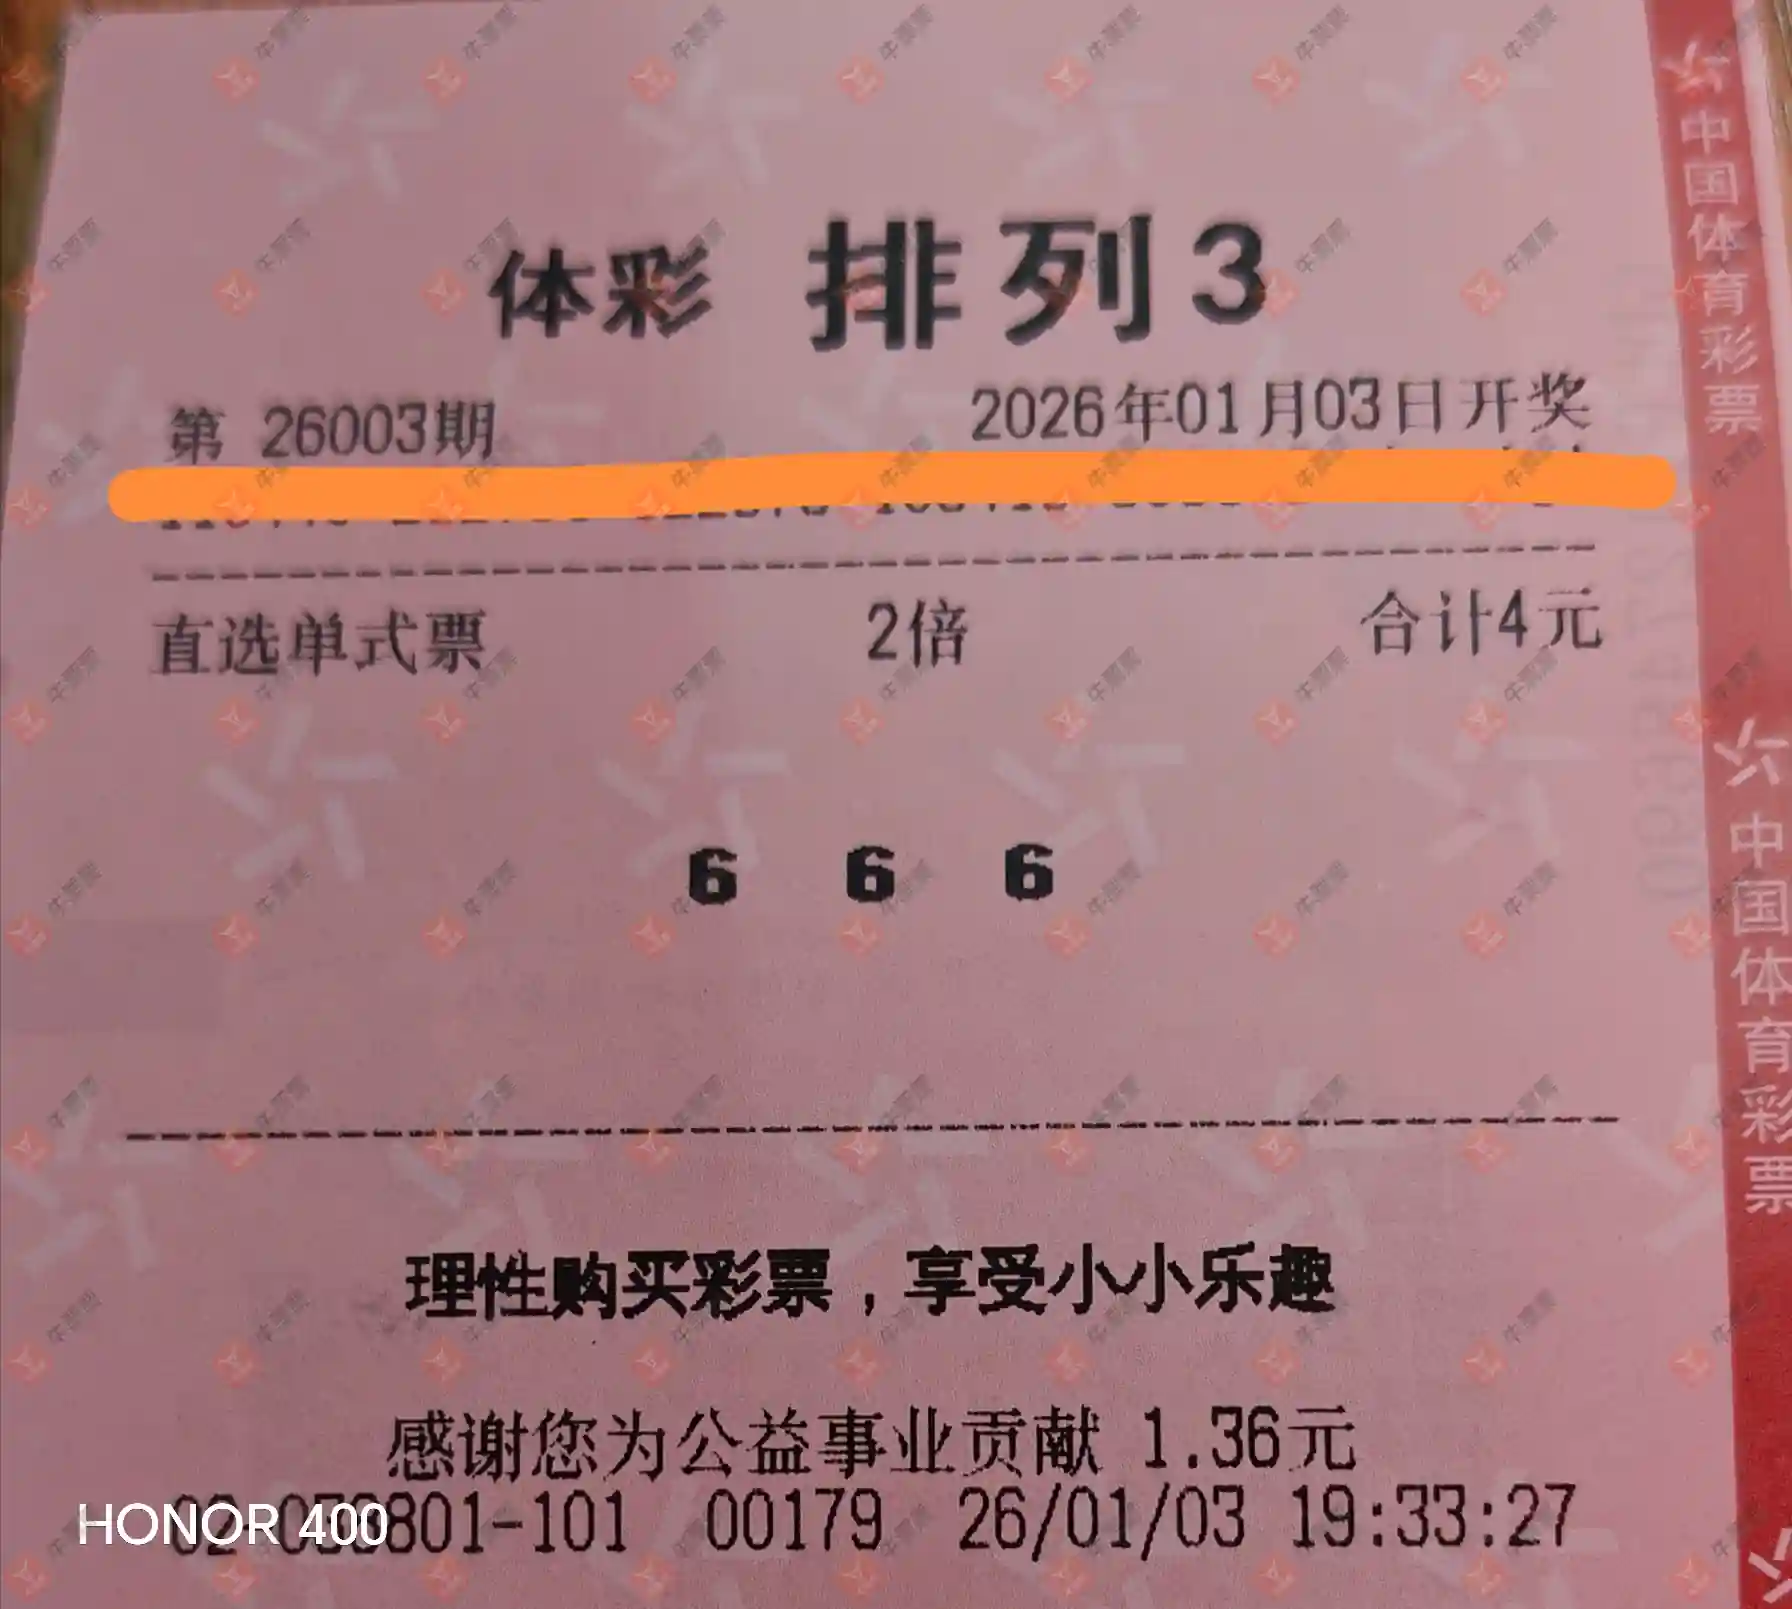 体彩 排列3
第 26003期 2026年01月03日开奖
直选单式票 2倍 合计4元
6 6 6
理性购买彩票，享受小小乐趣
感谢您为公益事业贡献 1.36元
801-101 00179 26/01/03 19:33:27
HONOR 400
中国体育彩票
中国体育彩票